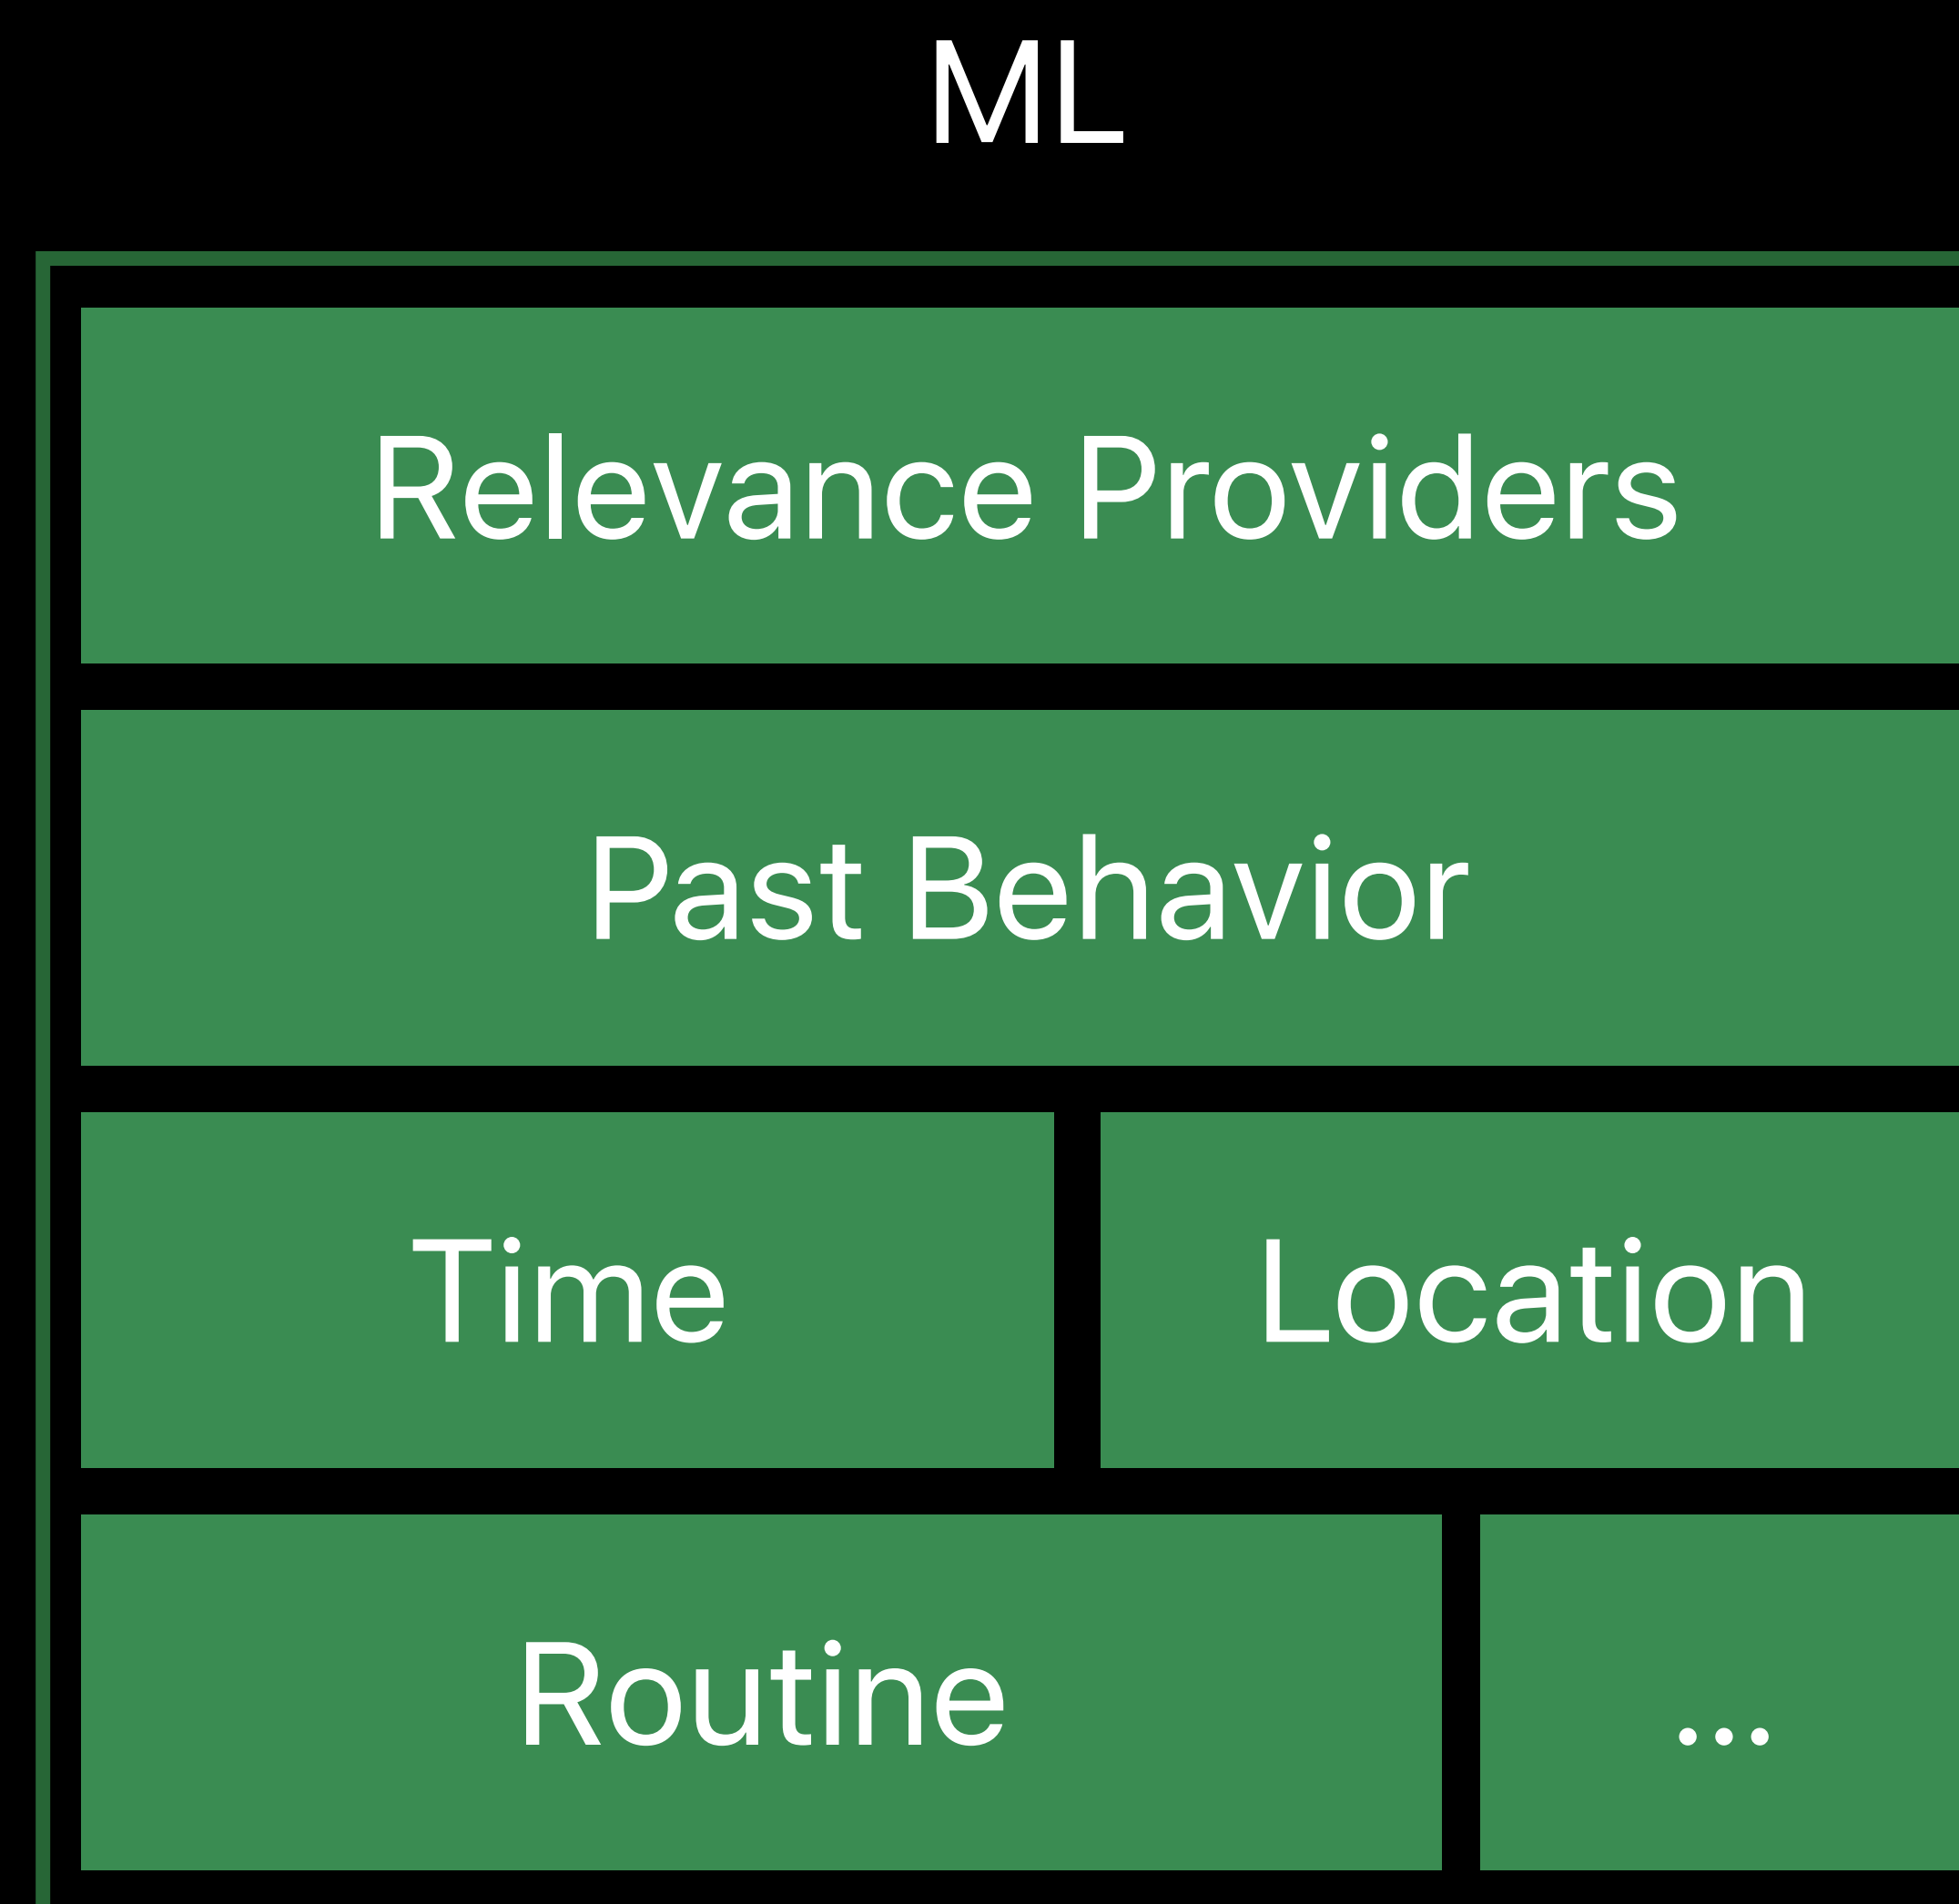 ML
Relevance Providers
Past Behavior
Time
Location
Routine
...